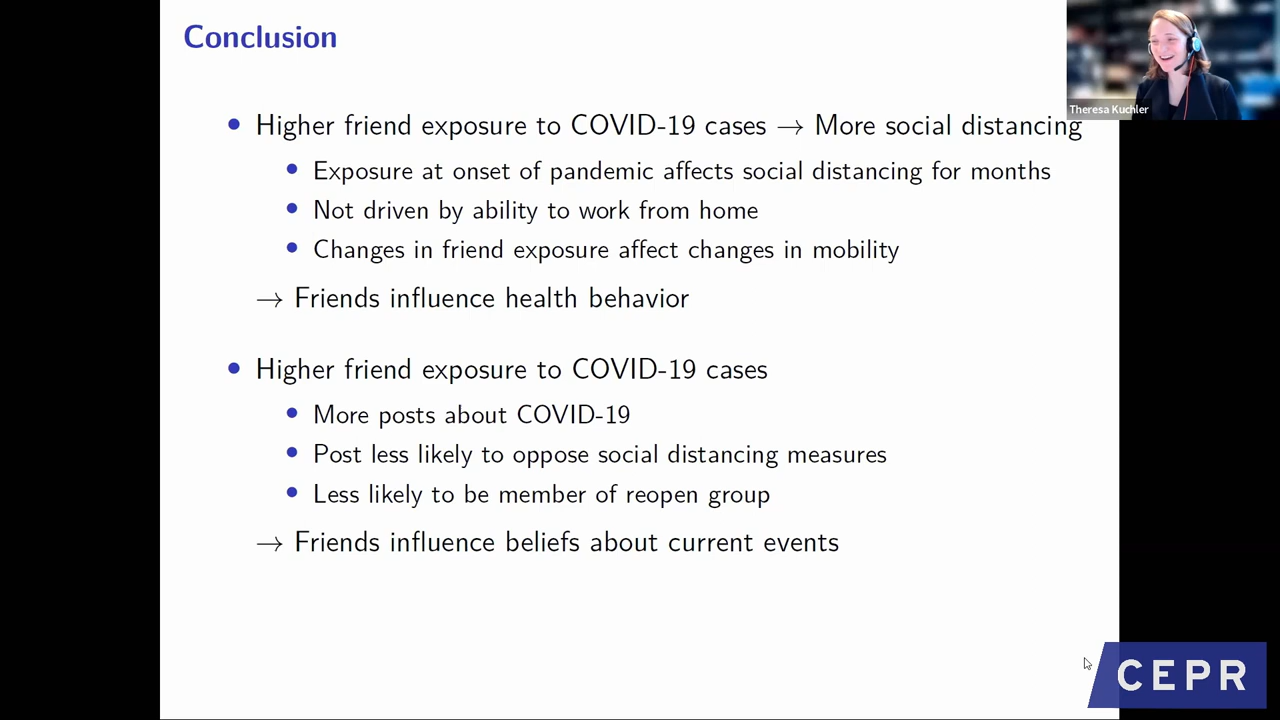 Conclusion
Theresa Kuchler
• Higher friend exposure to COVID-19 cases → More social distancing
• Exposure at onset of pandemic affects social distancing for months
• Not driven by ability to work from home
• Changes in friend exposure affect changes in mobility
→ Friends influence health behavior
• Higher friend exposure to COVID-19 cases
• More posts about COVID-19
• Post less likely to oppose social distancing measures
• Less likely to be member of reopen group
→ Friends influence beliefs about current events
CEPR